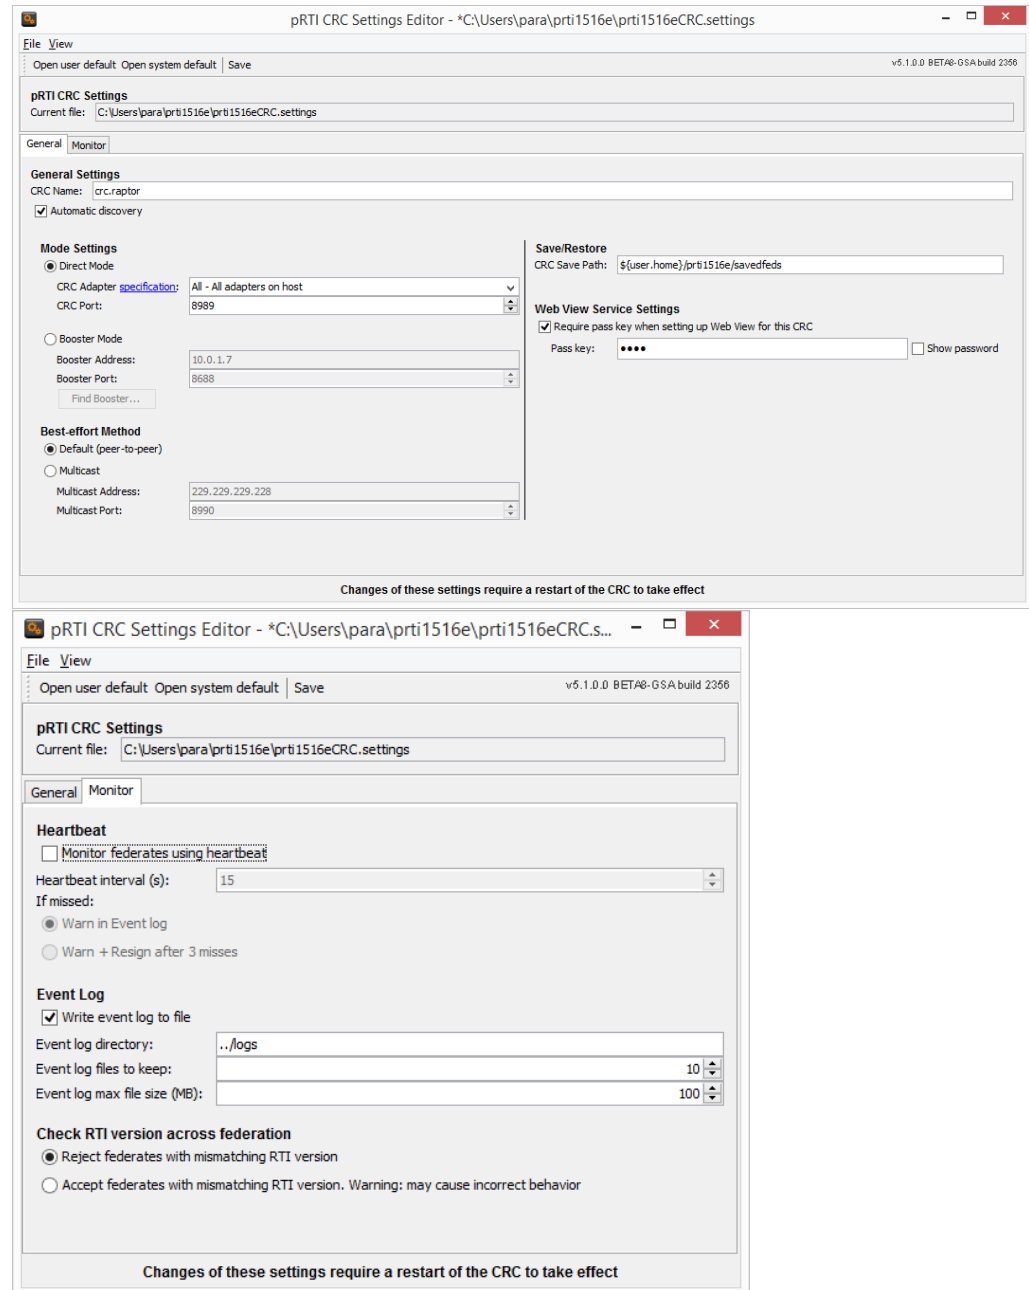 pRTI CRC Settings Editor - *C:\Users\para\prti1516e\prti1516eCRC.settings
File View
Open user default Open system default Save v5.1.0.0 BETA8-GSA build 2356
pRTI CRC Settings
Current file: C:\Users\para\prti1516e\prti1516eCRC.settings
General Monitor
General Settings
CRC Name: crc.raptor
Automatic discovery
Mode Settings
Direct Mode
CRC Adapter specification: All - All adapters on host
CRC Port: 8989
Booster Mode
Booster Address: 10.0.1.7
Booster Port: 8688
Find Booster...
Best-effort Method
Default (peer-to-peer)
Multicast
Multicast Address: 229.229.229.228
Multicast Port: 8990
Save/Restore
CRC Save Path: ${user.home}/prti1516e/savedfeds
Web View Service Settings
Require pass key when setting up Web View for this CRC
Pass key: •••• Show password
Changes of these settings require a restart of the CRC to take effect
pRTI CRC Settings Editor - *C:\Users\para\prti1516e\prti1516eCRC.s...
File View
Open user default Open system default Save v5.1.0.0 BETA8-GSA build 2356
pRTI CRC Settings
Current file: C:\Users\para\prti1516e\prti1516eCRC.settings
General Monitor
Heartbeat
Monitor federates using heartbeat
Heartbeat interval (s): 15
If missed:
Warn in Event log
Warn + Resign after 3 misses
Event Log
Write event log to file
Event log directory: ../logs
Event log files to keep: 10
Event log max file size (MB): 100
Check RTI version across federation
Reject federates with mismatching RTI version
Accept federates with mismatching RTI version. Warning: may cause incorrect behavior
Changes of these settings require a restart of the CRC to take effect